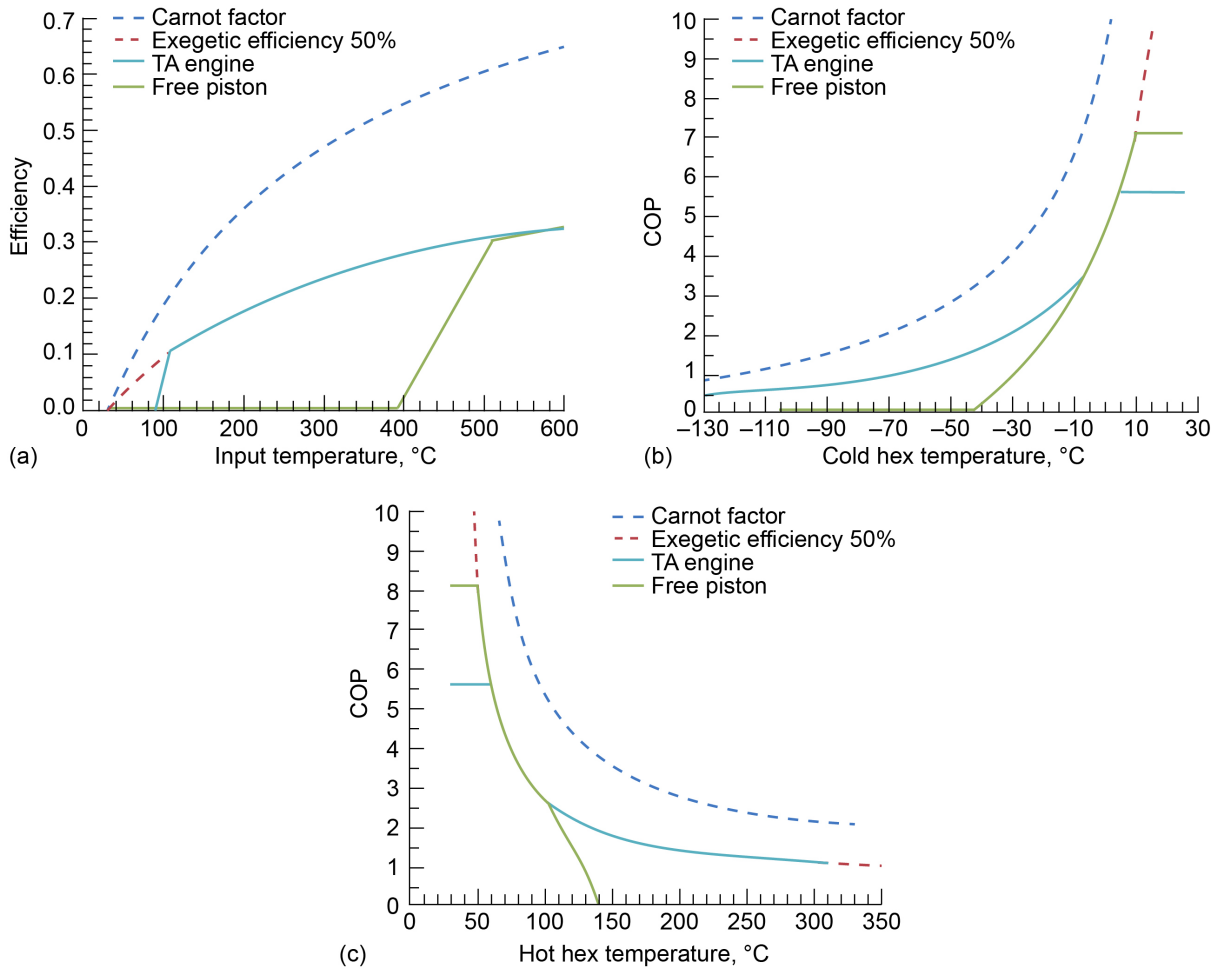 0.7
0.6
0.5
0.4
0.3
0.2
0.1
0.0
Efficiency
Carnot factor
Exegetic efficiency 50%
TA engine
Free piston
0 100 200 300 400 500 600
(a) Input temperature, °C
10
9
8
7
6
5
4
3
2
1
0
COP
Carnot factor
Exegetic efficiency 50%
TA engine
Free piston
–130 –110 –90 –70 –50 –30 –10 10 30
(b) Cold hex temperature, °C
10
9
8
7
6
5
4
3
2
1
0
COP
Carnot factor
Exegetic efficiency 50%
TA engine
Free piston
0 50 100 150 200 250 300 350
(c) Hot hex temperature, °C